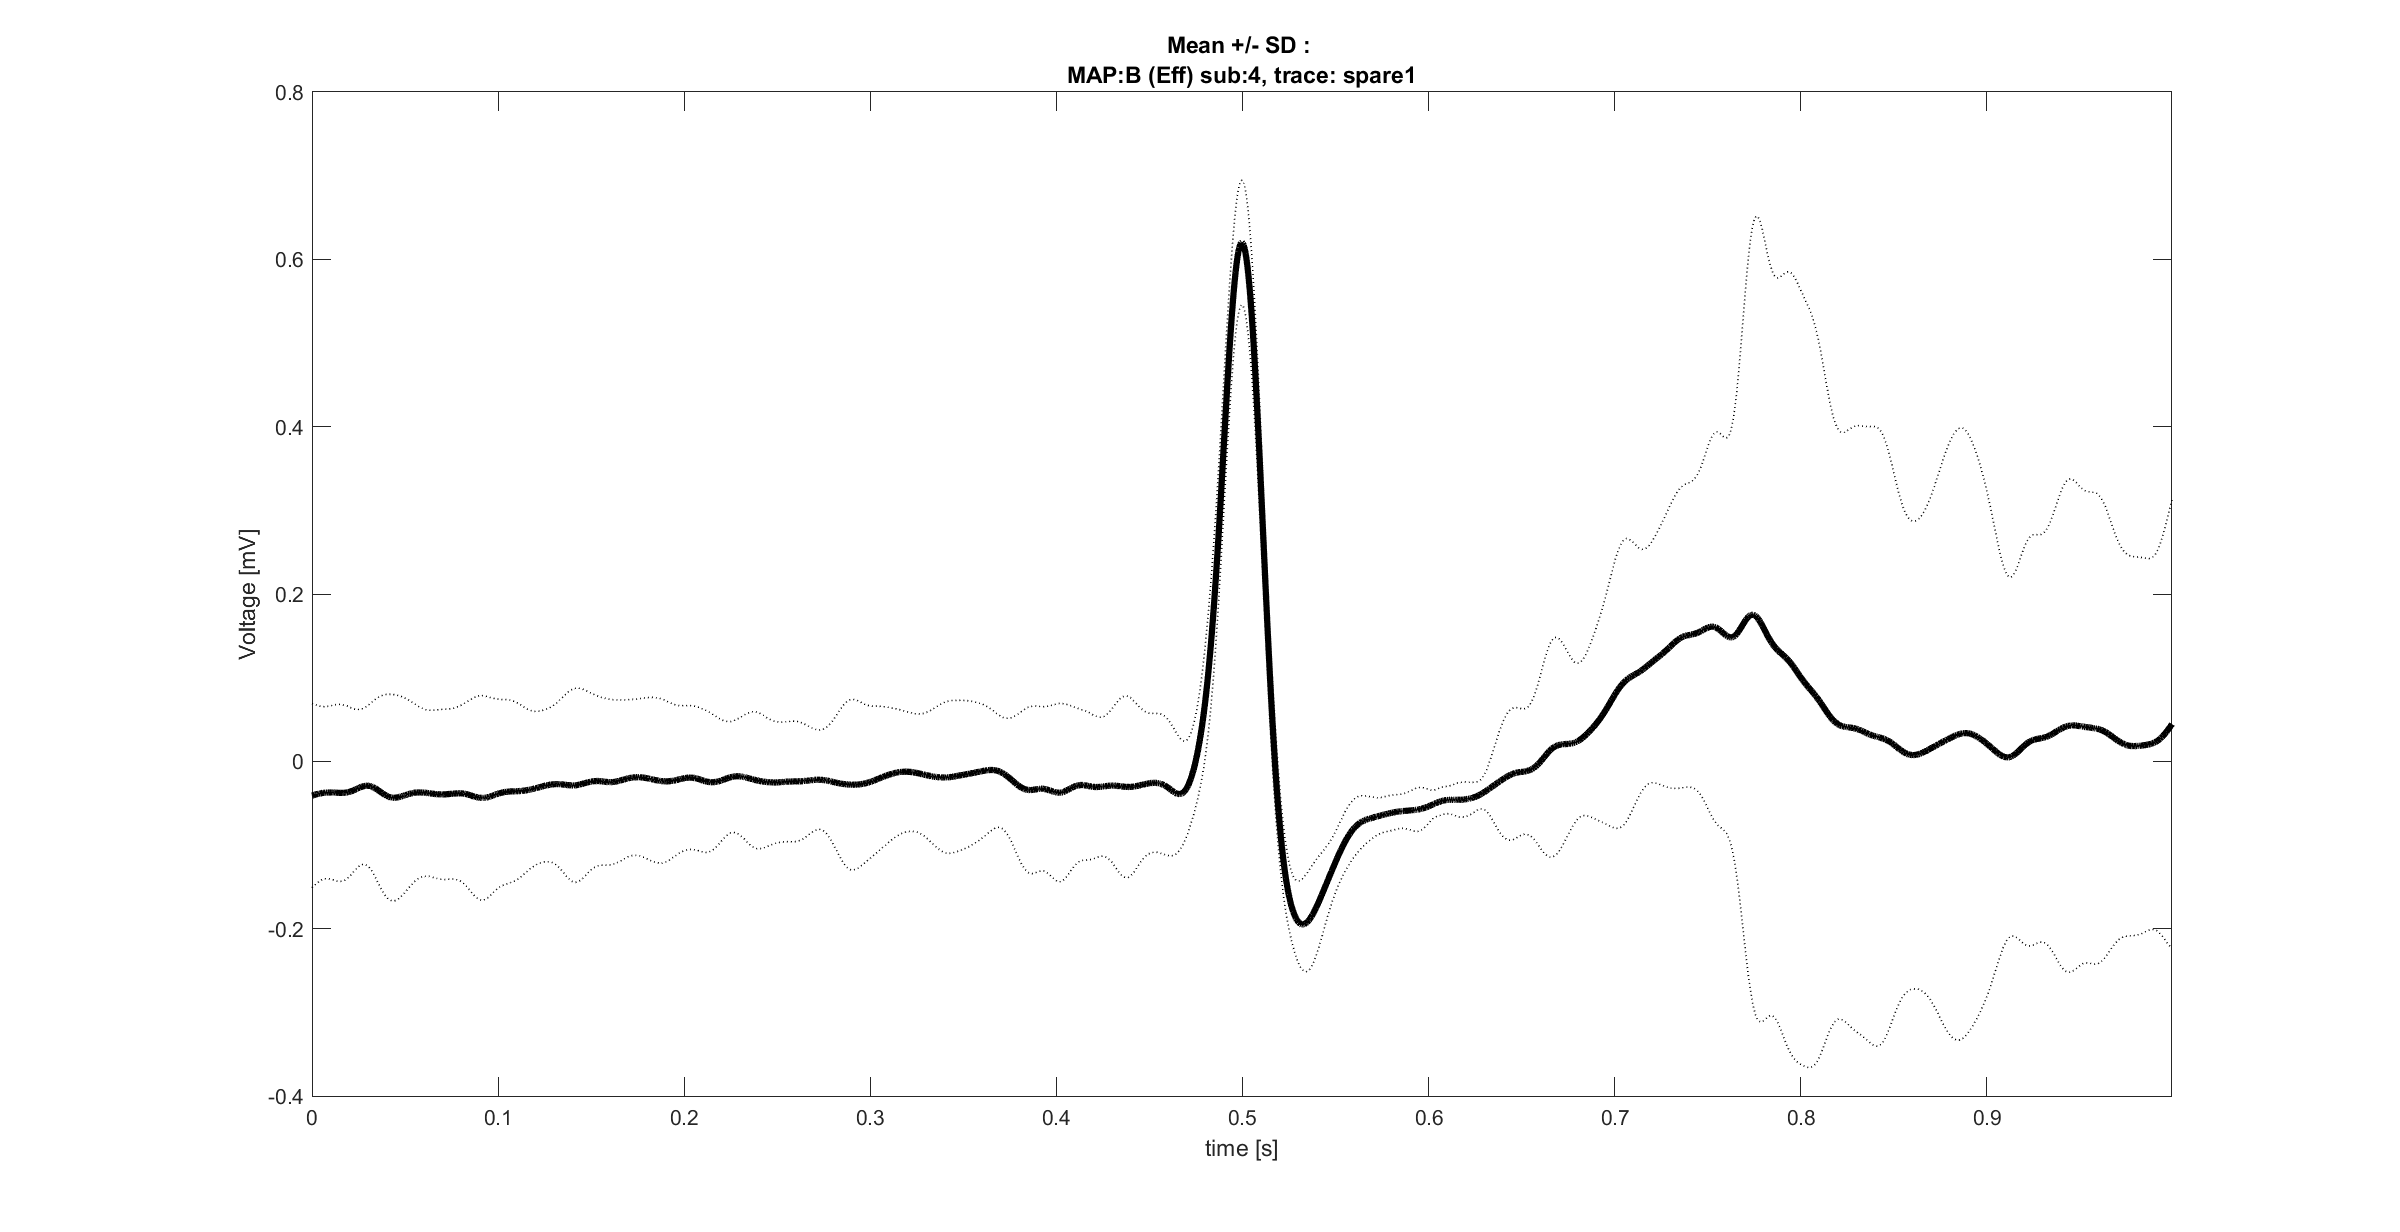 Mean +/- SD :
MAP:B (Eff) sub:4, trace: spare1
0.8
0.6
0.4
0.2
0
-0.2
-0.4
Voltage [mV]
0 0.1 0.2 0.3 0.4 0.5 0.6 0.7 0.8 0.9
time [s]